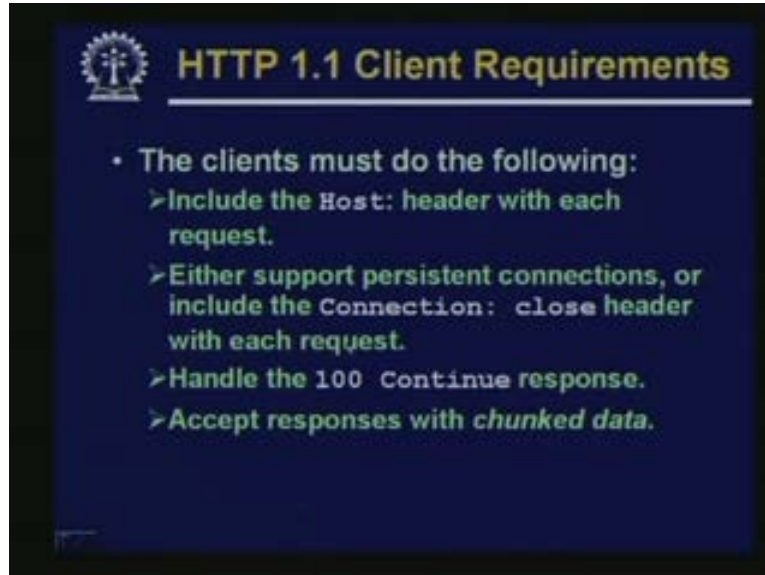 HTTP 1.1 Client Requirements
• The clients must do the following:
➢Include the Host: header with each
request.
➢Either support persistent connections, or
include the Connection: close header
with each request.
➢Handle the 100 Continue response.
➢Accept responses with chunked data.